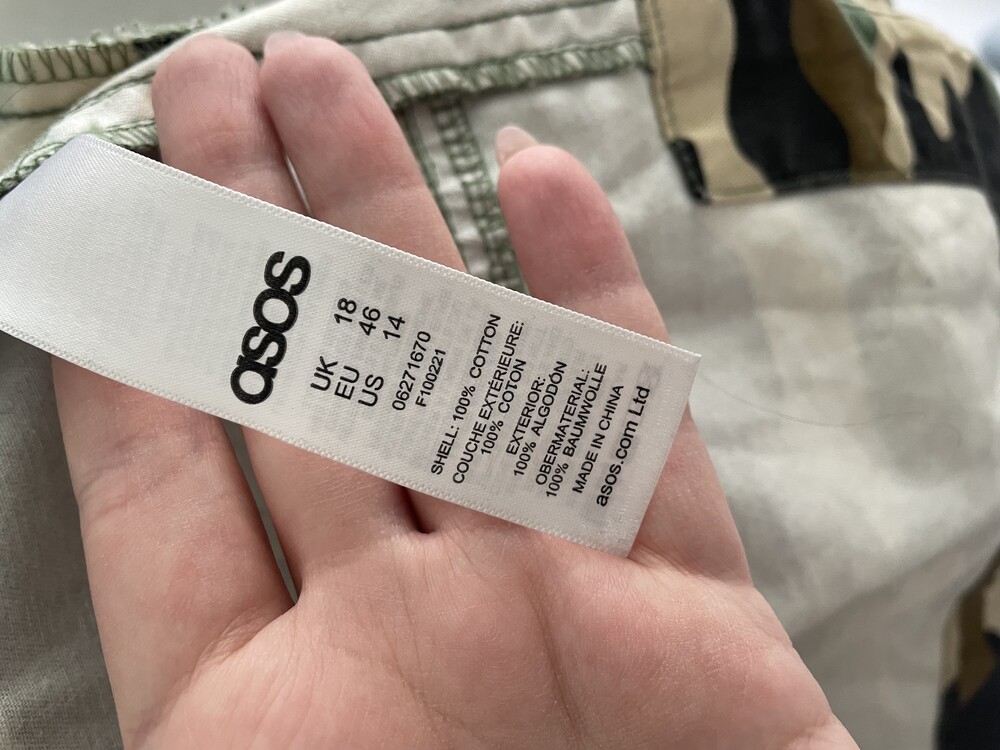 asos
UK 18
EU 46
US 14
06271670
F100221
SHELL: 100% COTTON
COUCHE EXTÉRIEURE:
100% COTON
EXTERIOR:
100% ALGODÓN
OBERMATERIAL:
100% BAUMWOLLE
MADE IN CHINA
asos.com Ltd